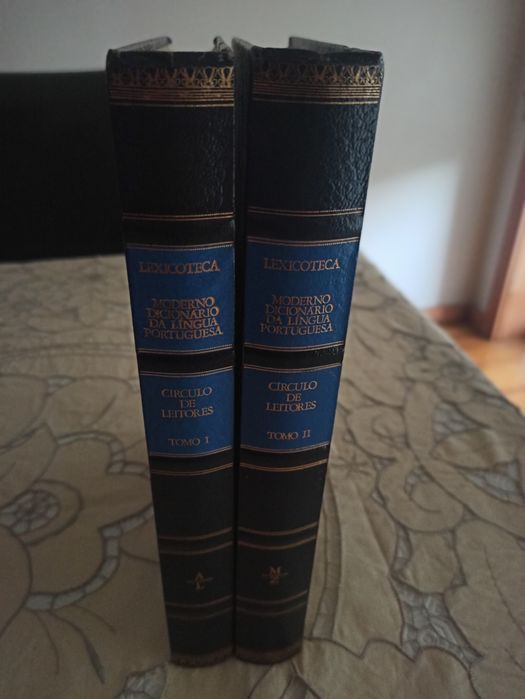 LEXICOTECA
MODERNO
DICIONÁRIO
DA LÍNGUA
PORTUGUESA
CÍRCULO
DE
LEITORES
TOMO I
A
L
LEXICOTECA
MODERNO
DICIONÁRIO
DA LÍNGUA
PORTUGUESA
CÍRCULO
DE
LEITORES
TOMO II
M
Z